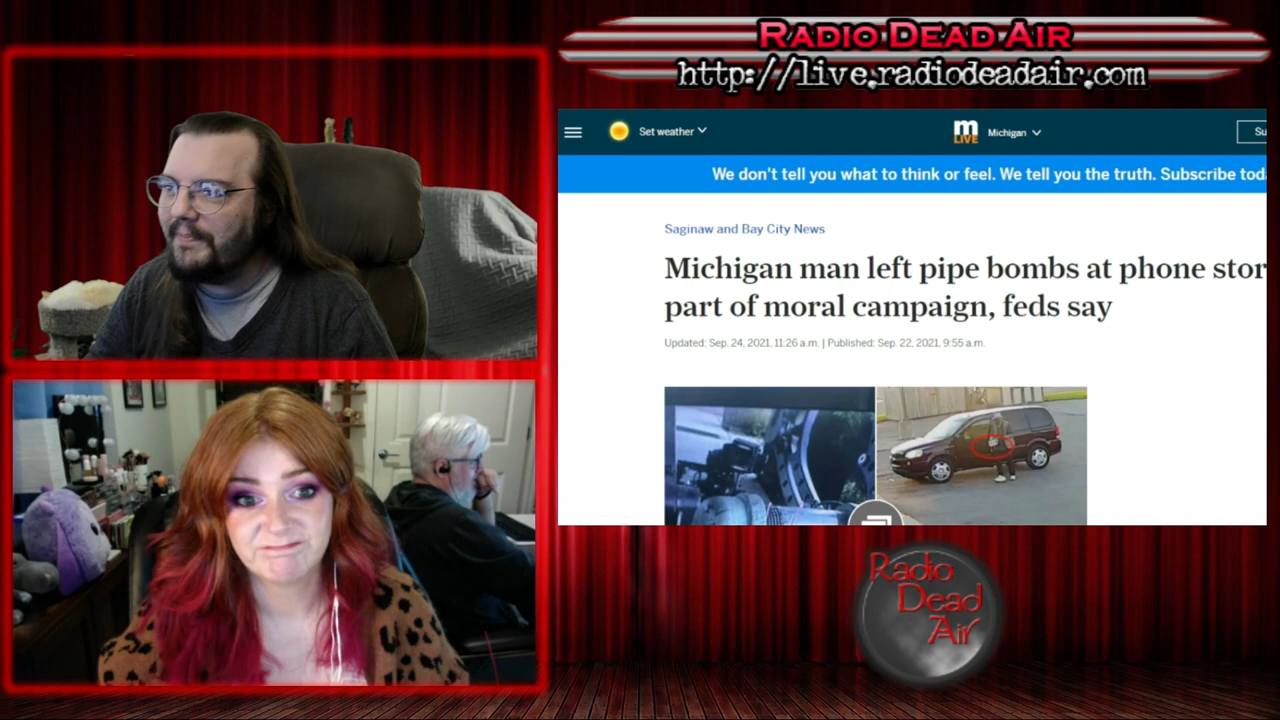 RADIO DEAD AIR
http://live.radiodeadair.com
Set weather
m
LIVE
Michigan
Su
We don't tell you what to think or feel. We tell you the truth. Subscribe tod
Saginaw and Bay City News
Michigan man left pipe bombs at phone stor
part of moral campaign, feds say
Updated: Sep. 24, 2021, 11:26 a.m. | Published: Sep. 22, 2021, 9:55 a.m.
Radio
Dead
Air